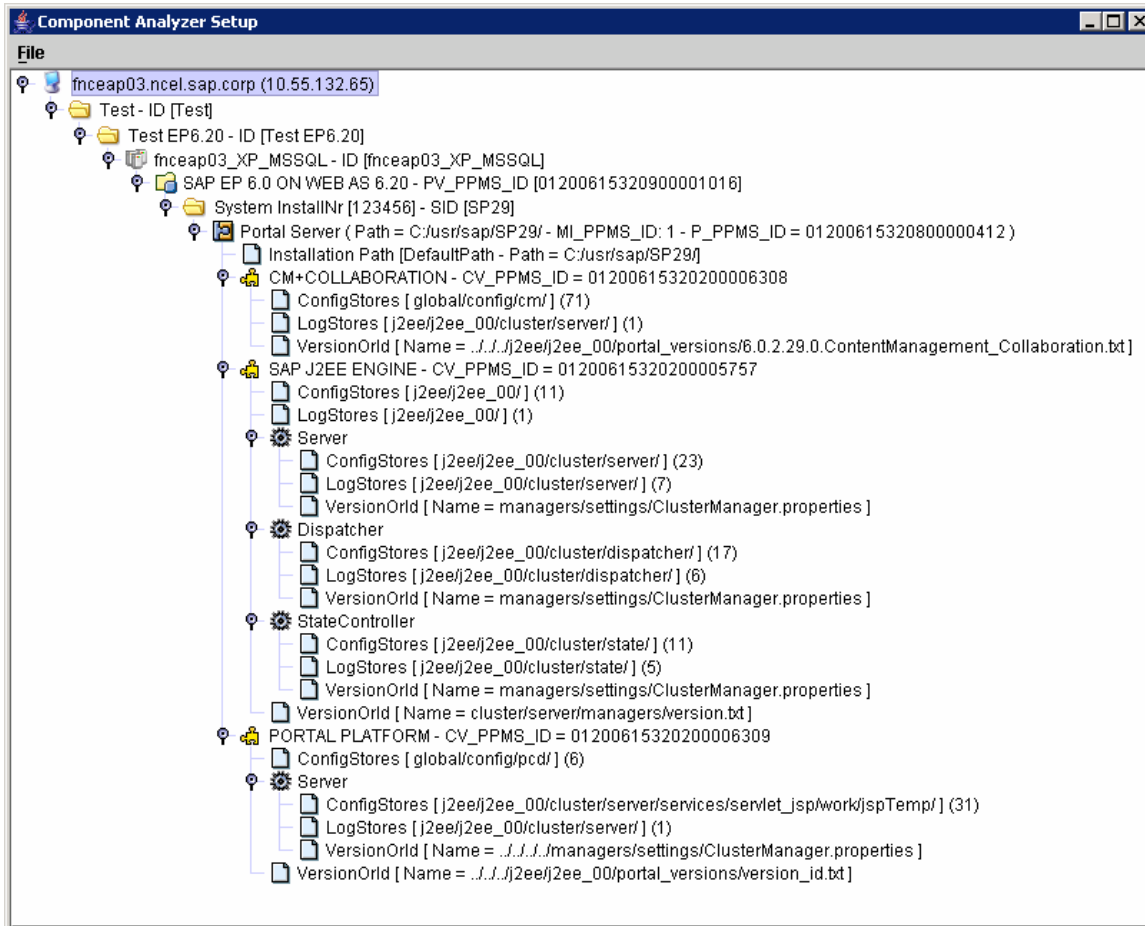 Component Analyzer Setup
File
fnceap03.ncel.sap.corp (10.55.132.65)
Test - ID [Test]
Test EP6.20 - ID [Test EP6.20]
fnceap03_XP_MSSQL - ID [fnceap03_XP_MSSQL]
SAP EP 6.0 ON WEB AS 6.20 - PV_PPMS_ID [01200615320900001016]
System InstallNr [123456] - SID [SP29]
Portal Server ( Path = C:/usr/sap/SP29/ - MI_PPMS_ID: 1 - P_PPMS_ID = 01200615320800000412 )
Installation Path [DefaultPath - Path = C:/usr/sap/SP29/]
CM+COLLABORATION - CV_PPMS_ID = 01200615320200006308
ConfigStores [ global/config/cm/ ] (71)
LogStores [ j2ee/j2ee_00/cluster/server/ ] (1)
VersionOrId [ Name = ../../../j2ee/j2ee_00/portal_versions/6.0.2.29.0.ContentManagement_Collaboration.txt ]
SAP J2EE ENGINE - CV_PPMS_ID = 01200615320200005757
ConfigStores [ j2ee/j2ee_00/ ] (11)
LogStores [ j2ee/j2ee_00/ ] (1)
Server
ConfigStores [ j2ee/j2ee_00/cluster/server/ ] (23)
LogStores [ j2ee/j2ee_00/cluster/server/ ] (7)
VersionOrId [ Name = managers/settings/ClusterManager.properties ]
Dispatcher
ConfigStores [ j2ee/j2ee_00/cluster/dispatcher/ ] (17)
LogStores [ j2ee/j2ee_00/cluster/dispatcher/ ] (6)
VersionOrId [ Name = managers/settings/ClusterManager.properties ]
StateController
ConfigStores [ j2ee/j2ee_00/cluster/state/ ] (11)
LogStores [ j2ee/j2ee_00/cluster/state/ ] (5)
VersionOrId [ Name = managers/settings/ClusterManager.properties ]
VersionOrId [ Name = cluster/server/managers/version.txt ]
PORTAL PLATFORM - CV_PPMS_ID = 01200615320200006309
ConfigStores [ global/config/pcd/ ] (6)
Server
ConfigStores [ j2ee/j2ee_00/cluster/server/services/servlet_jsp/work/jspTemp/ ] (31)
LogStores [ j2ee/j2ee_00/cluster/server/ ] (1)
VersionOrId [ Name = ../../../../managers/settings/ClusterManager.properties ]
VersionOrId [ Name = ../../../j2ee/j2ee_00/portal_versions/version_id.txt ]